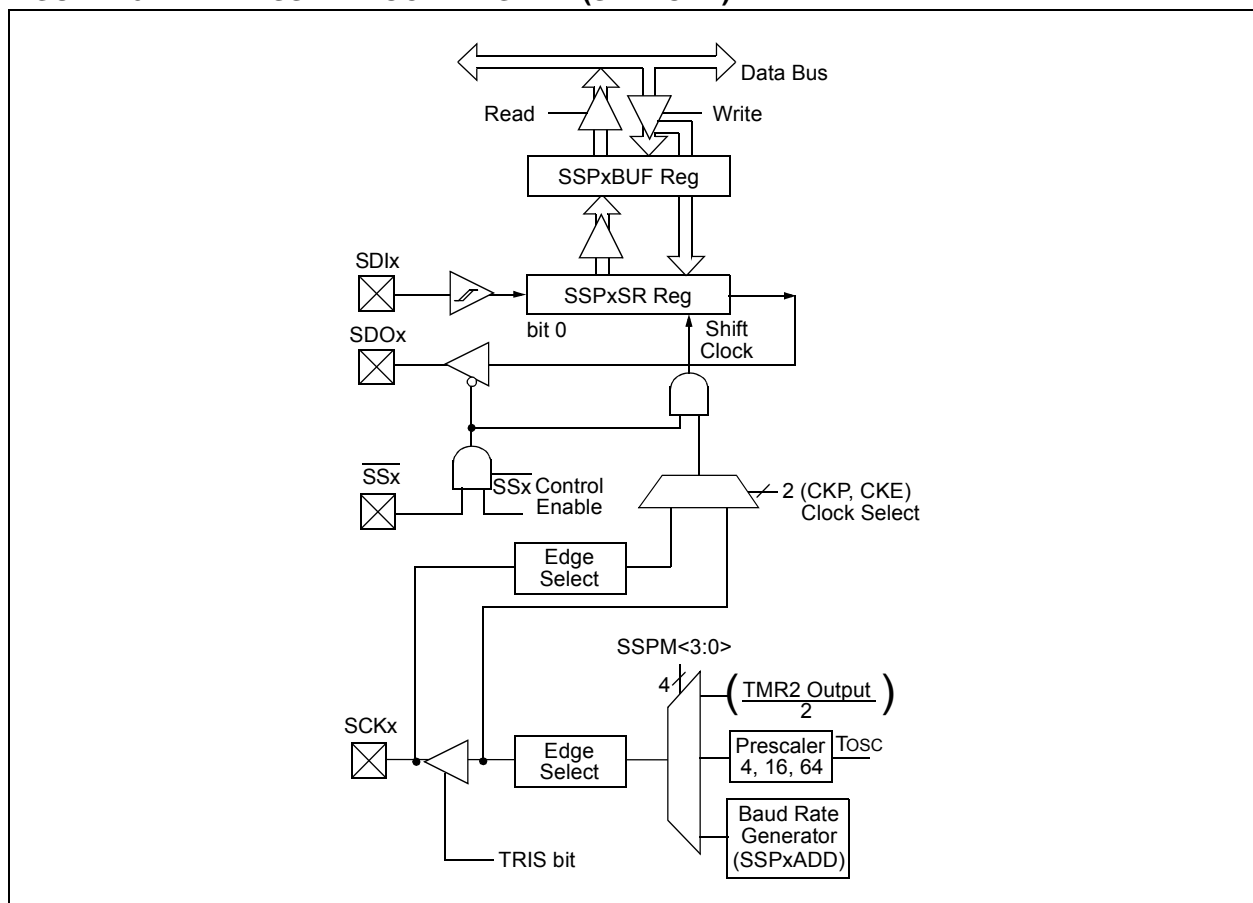 Data Bus
Read
Write
SSPxBUF Reg
SDIx
SSPxSR Reg
bit 0
Shift
Clock
SDOx
SSx
SSx Control
Enable
2 (CKP, CKE)
Clock Select
Edge
Select
SSPM<3:0>
4
(TMR2 Output)
2
SCKx
Edge
Select
Prescaler
4, 16, 64
TOSC
Baud Rate
Generator
(SSPxADD)
TRIS bit